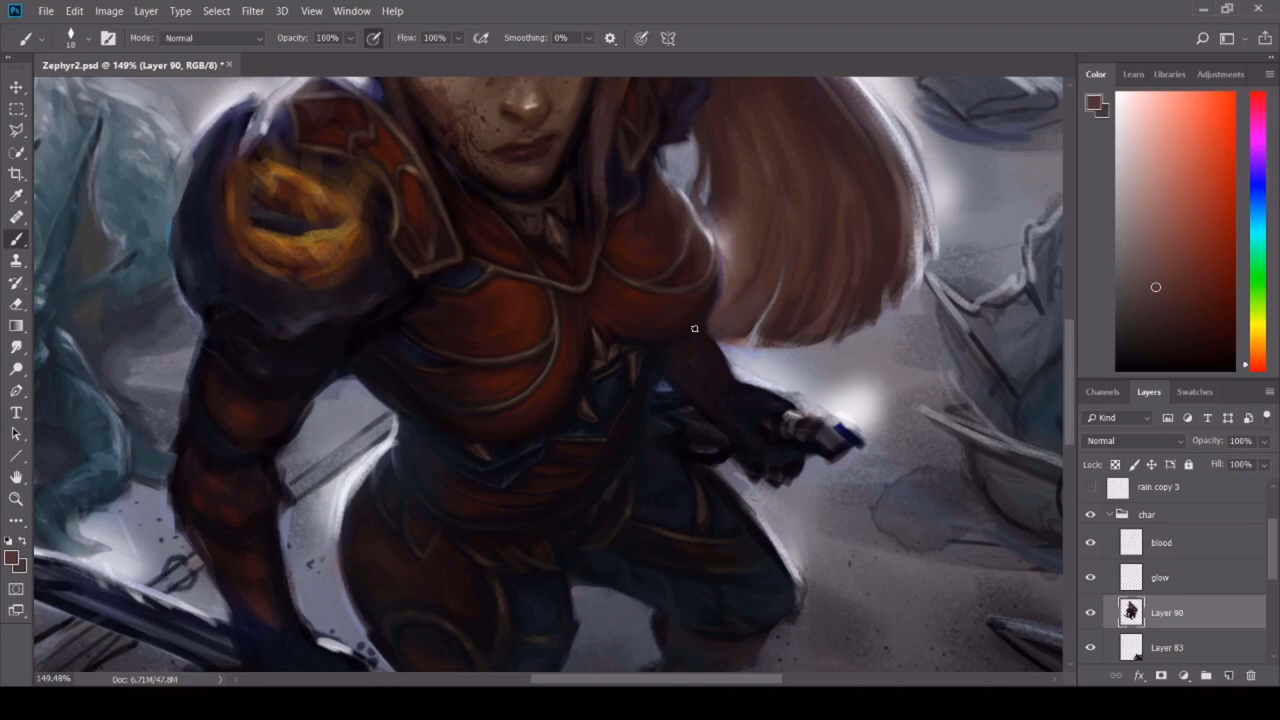 Ps File Edit Image Layer Type Select Filter 3D View Window Help
18 Mode: Normal Opacity: 100% Flow: 100% Smoothing: 0%
Zephyr2.psd @ 149% (Layer 90, RGB/8) * ×
Color Learn Libraries Adjustments
Channels Layers Swatches
Kind
Normal Opacity: 100%
Lock: Fill: 100%
rain copy 3
char
blood
glow
Layer 90
Layer 83
fx
149.48% Doc: 6.71M/47.8M